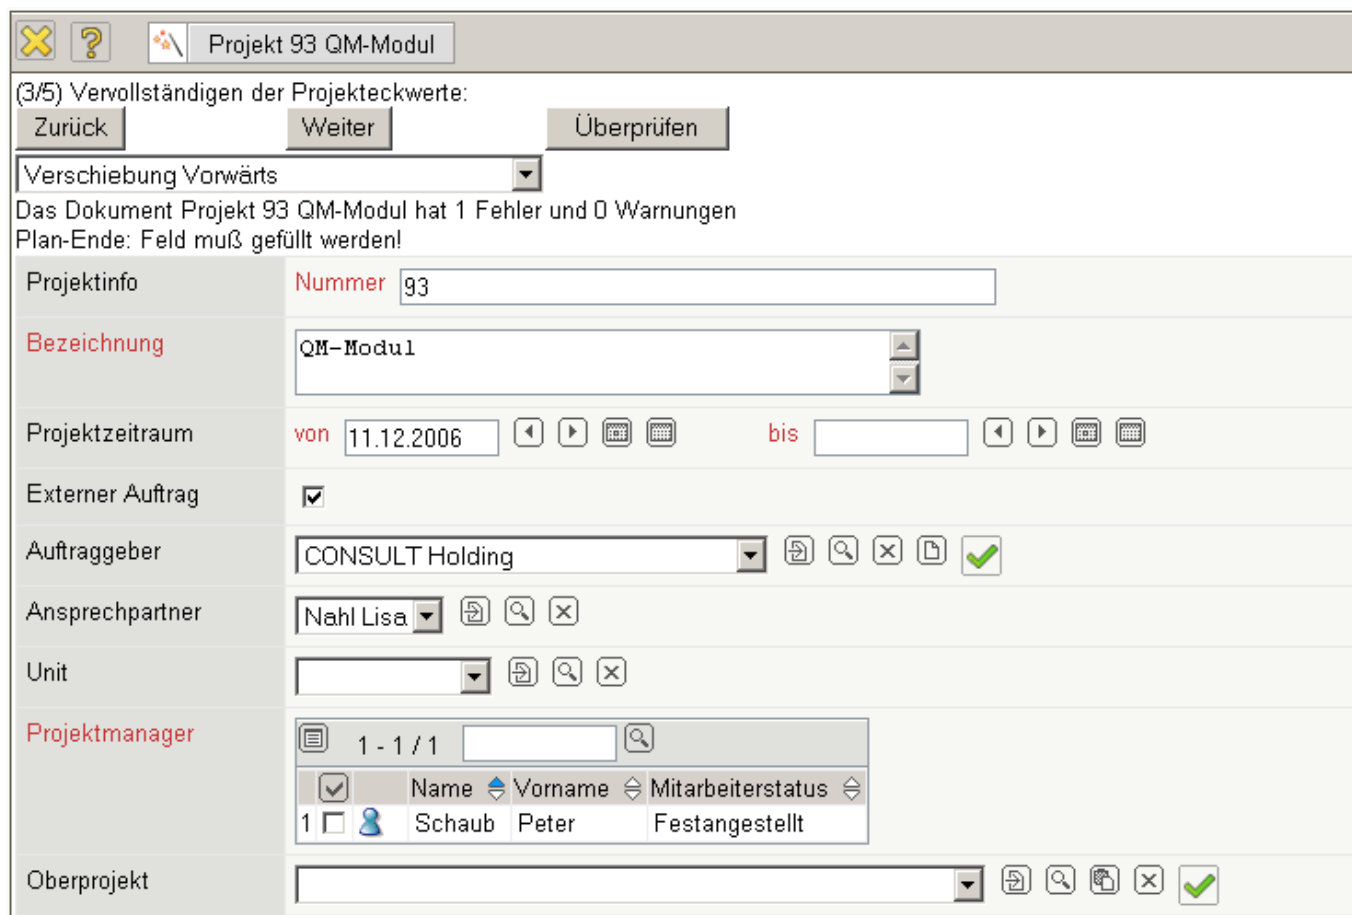 Projekt 93 QM-Modul
(3/5) Vervollständigen der Projekteckwerte:
Zurück Weiter Überprüfen
Verschiebung Vorwärts
Das Dokument Projekt 93 QM-Modul hat 1 Fehler und 0 Warnungen
Plan-Ende: Feld muß gefüllt werden!
Projektinfo Nummer 93
Bezeichnung QM-Modul
Projektzeitraum von 11.12.2006 bis
Externer Auftrag
Auftraggeber CONSULT Holding
Ansprechpartner Nahl Lisa
Unit
Projektmanager 1 - 1 / 1
Name Vorname Mitarbeiterstatus
1 Schaub Peter Festangestellt
Oberprojekt